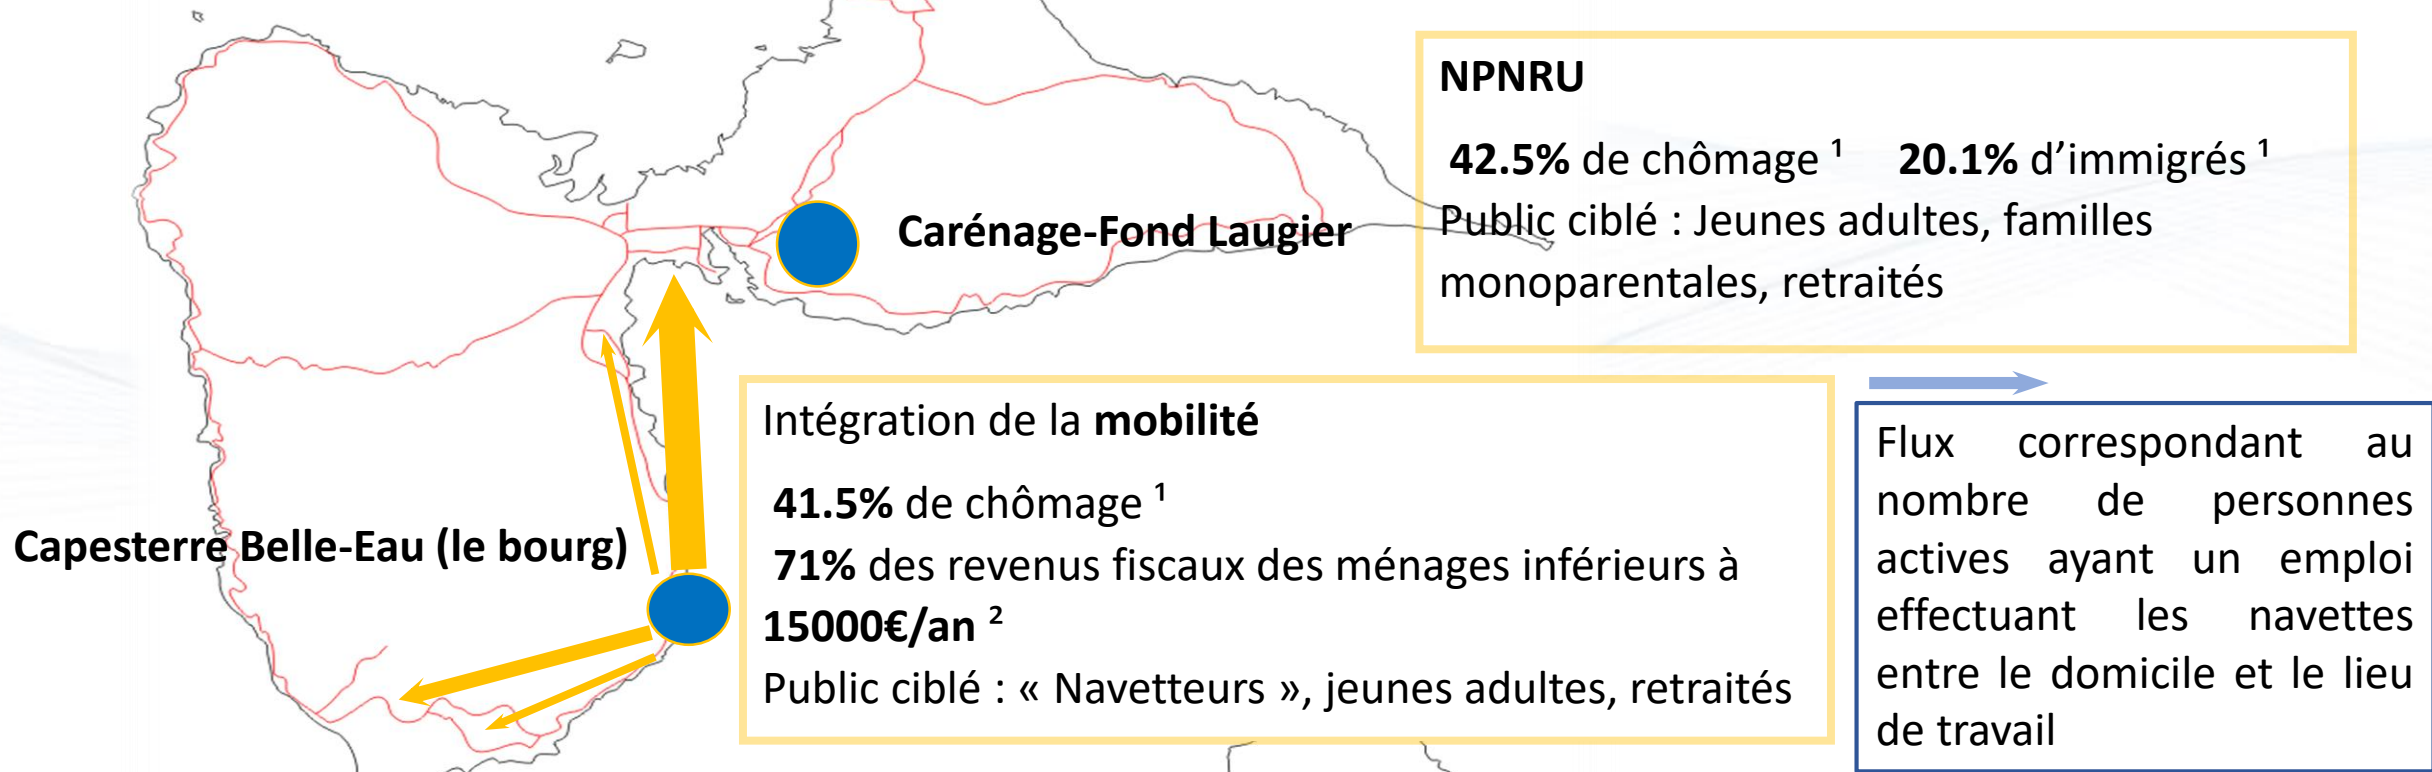 NPNRU
42.5% de chômage ¹ 20.1% d’immigrés ¹
Public ciblé : Jeunes adultes, familles
monoparentales, retraités
Carénage-Fond Laugier
Capesterre Belle-Eau (le bourg)
Intégration de la mobilité
41.5% de chômage ¹
71% des revenus fiscaux des ménages inférieurs à
15000€/an ²
Public ciblé : « Navetteurs », jeunes adultes, retraités
Flux correspondant au
nombre de personnes
actives ayant un emploi
effectuant les navettes
entre le domicile et le lieu
de travail